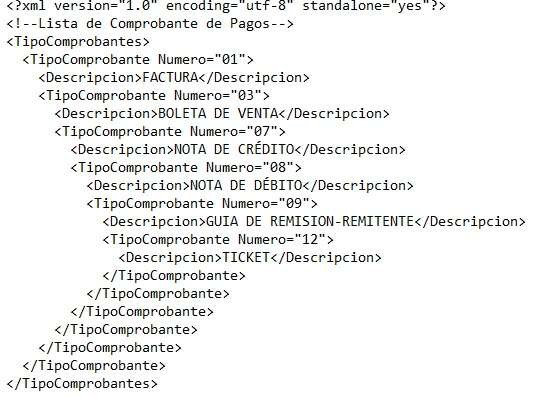 <?xml version="1.0" encoding="utf-8" standalone="yes"?>
<!--Lista de Comprobante de Pagos-->
<TipoComprobantes>
  <TipoComprobante Numero="01">
    <Descripcion>FACTURA</Descripcion>
    <TipoComprobante Numero="03">
      <Descripcion>BOLETA DE VENTA</Descripcion>
      <TipoComprobante Numero="07">
        <Descripcion>NOTA DE CRÉDITO</Descripcion>
        <TipoComprobante Numero="08">
          <Descripcion>NOTA DE DÉBITO</Descripcion>
          <TipoComprobante Numero="09">
            <Descripcion>GUIA DE REMISION-REMITENTE</Descripcion>
            <TipoComprobante Numero="12">
              <Descripcion>TICKET</Descripcion>
            </TipoComprobante>
          </TipoComprobante>
        </TipoComprobante>
      </TipoComprobante>
    </TipoComprobante>
  </TipoComprobante>
</TipoComprobantes>